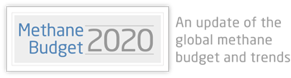 Methane
Budget 2020
An update of the
global methane
budget and trends